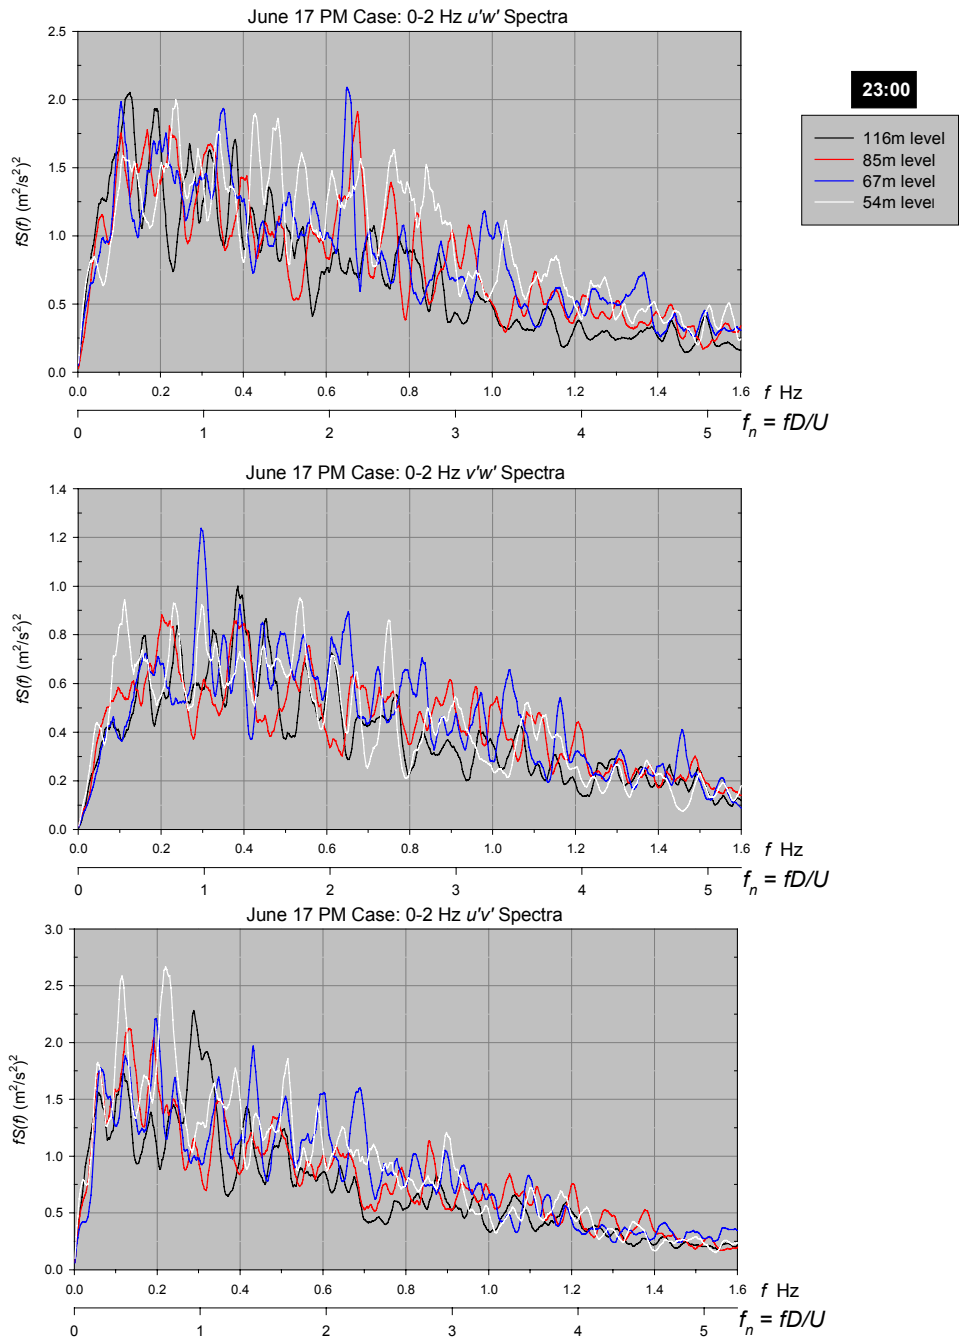 June 17 PM Case: 0-2 Hz u'w' Spectra
2.5
2.0
1.5
1.0
0.5
0.0
fS(f) (m²/s²)²
0.0 0.2 0.4 0.6 0.8 1.0 1.2 1.4 1.6 f Hz
0 1 2 3 4 5 fₙ = fD/U
23:00
116m level
85m level
67m level
54m level
June 17 PM Case: 0-2 Hz v'w' Spectra
1.4
1.2
1.0
0.8
0.6
0.4
0.2
0.0
fS(f) (m²/s²)²
0.0 0.2 0.4 0.6 0.8 1.0 1.2 1.4 1.6 f Hz
0 1 2 3 4 5 fₙ = fD/U
June 17 PM Case: 0-2 Hz u'v' Spectra
3.0
2.5
2.0
1.5
1.0
0.5
0.0
fS(f) (m²/s²)²
0.0 0.2 0.4 0.6 0.8 1.0 1.2 1.4 1.6 f Hz
0 1 2 3 4 5 fₙ = fD/U